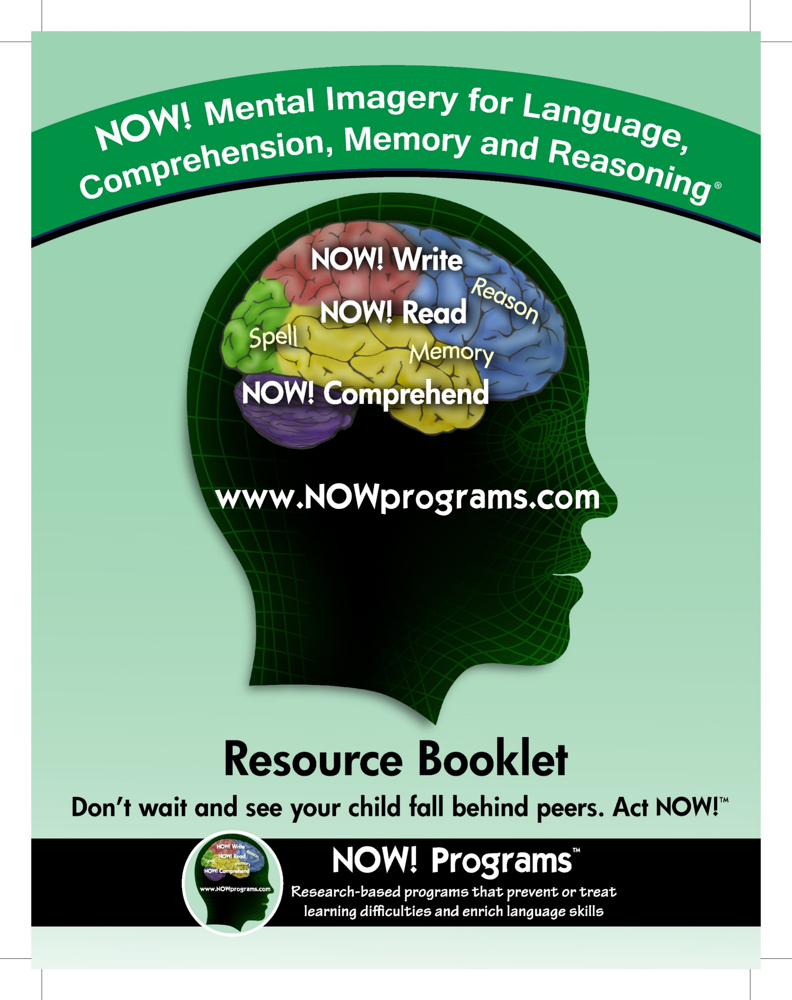 NOW! Mental Imagery for Language,
Comprehension, Memory and Reasoning®
NOW! Write
Reason
NOW! Read
Spell
Memory
NOW! Comprehend
www.NOWprograms.com
Resource Booklet
Don't wait and see your child fall behind peers. Act NOW!™
NOW! Write
Reason
NOW! Read
Spell
Memory
NOW! Comprehend
www.NOWprograms.com
NOW! Programs™
Research-based programs that prevent or treat
learning difficulties and enrich language skills